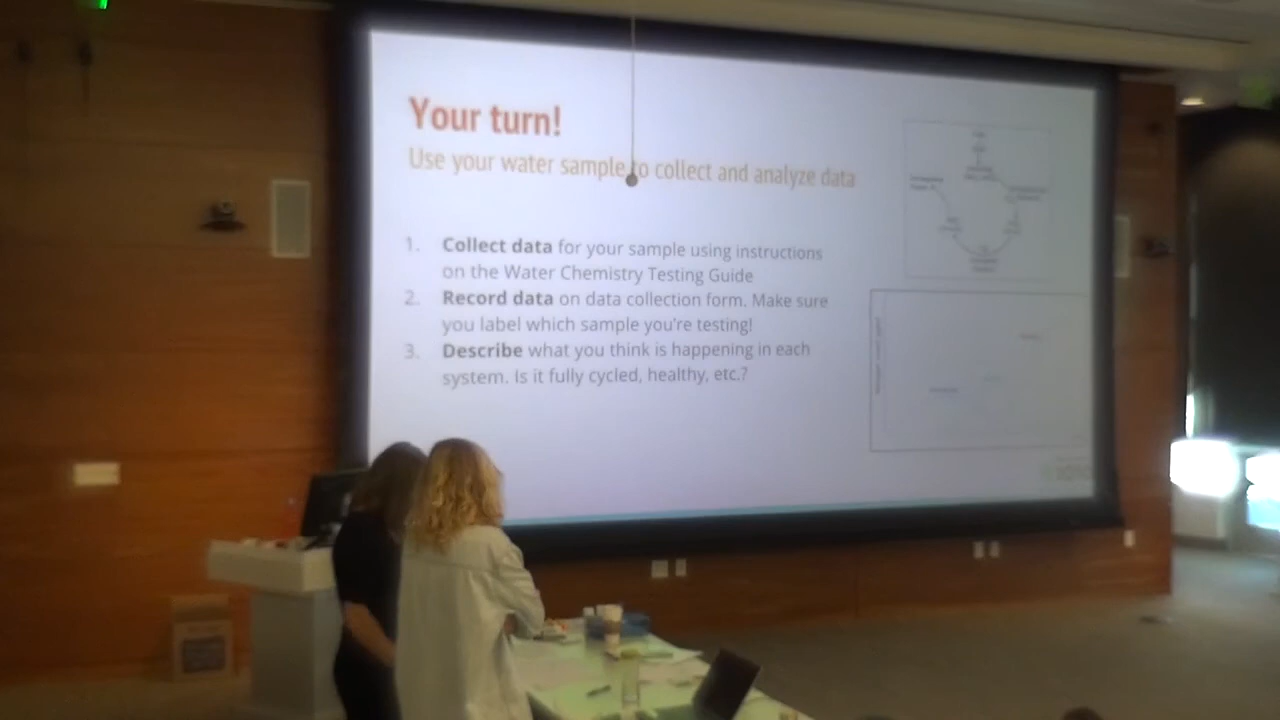 Your turn!
Use your water sample to collect and analyze data
1. Collect data for your sample using instructions
on the Water Chemistry Testing Guide
2. Record data on data collection form. Make sure
you label which sample you're testing!
3. Describe what you think is happening in each
system. Is it fully cycled, healthy, etc.?